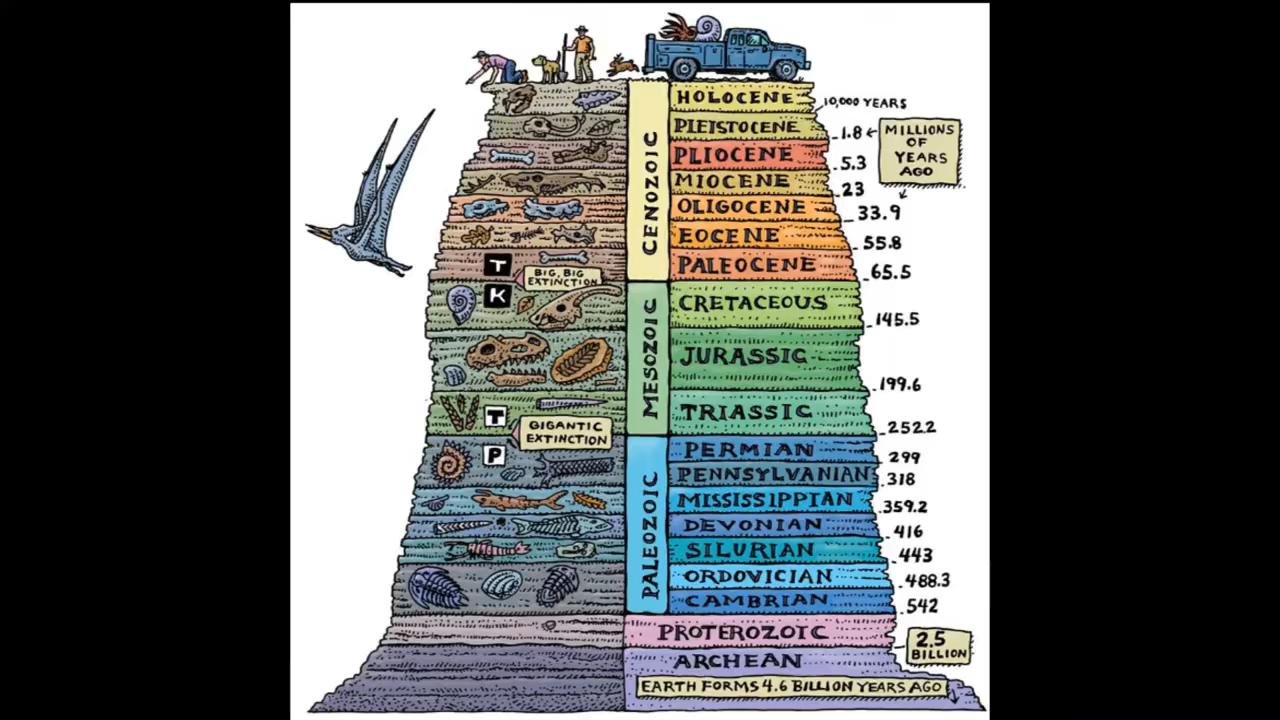 HOLOCENE
10,000 YEARS
PLEISTOCENE
1.8
MILLIONS
OF
YEARS
AGO
PLIOCENE
5.3
MIOCENE
23
OLIGOCENE
33.9
EOCENE
55.8
PALEOCENE
65.5
CENOZOIC
T
BIG, BIG
EXTINCTION
K
CRETACEOUS
145.5
JURASSIC
199.6
TRIASSIC
252.2
MESOZOIC
T
GIGANTIC
EXTINCTION
P
PERMIAN
299
PENNSYLVANIAN
318
MISSISSIPPIAN
359.2
DEVONIAN
416
SILURIAN
443
ORDOVICIAN
488.3
CAMBRIAN
542
PALEOZOIC
PROTEROZOIC
2.5
BILLION
ARCHEAN
EARTH FORMS 4.6 BILLION YEARS AGO